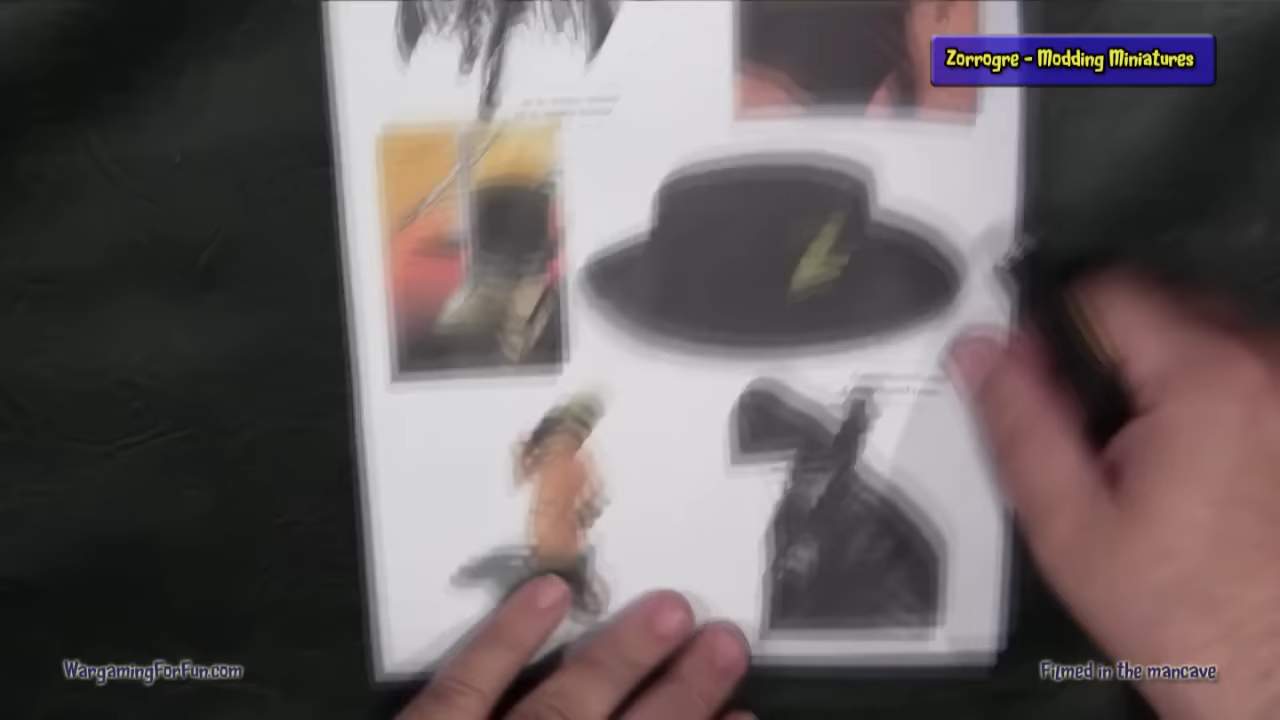 Zorrogre - Modding Miniatures
WargamingForFun.com
Filmed in the mancave